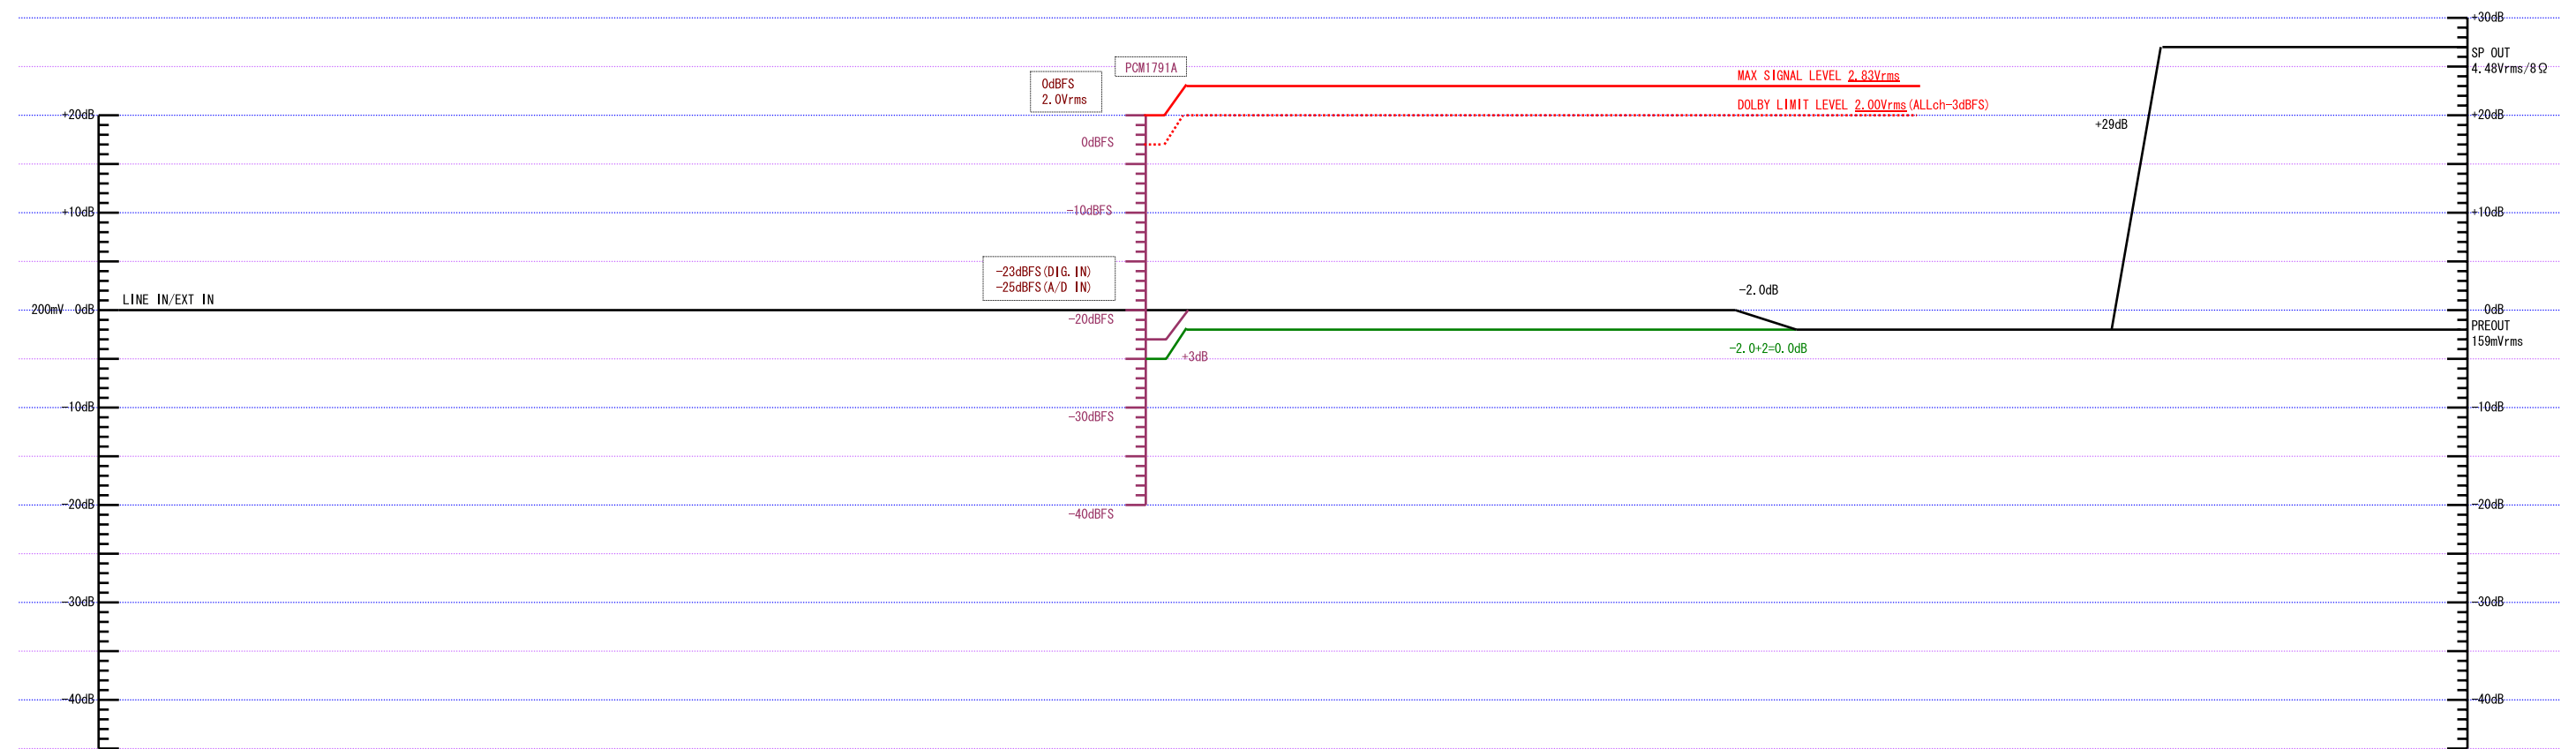 +30dB
SP OUT
4.48Vrms/8Ω
PCM1791A
0dBFS
2.0Vrms
MAX SIGNAL LEVEL 2.83Vrms
DOLBY LIMIT LEVEL 2.00Vrms(ALLch-3dBFS)
+20dB
+20dB
+29dB
0dBFS
+10dB
-10dBFS
+10dB
-23dBFS(DIG.IN)
-25dBFS(A/D IN)
LINE IN/EXT IN
-2.0dB
200mV 0dB
-20dBFS
0dB
PREOUT
159mVrms
+3dB
-2.0+2=0.0dB
-10dB
-30dBFS
-10dB
-20dB
-40dBFS
-20dB
-30dB
-30dB
-40dB
-40dB